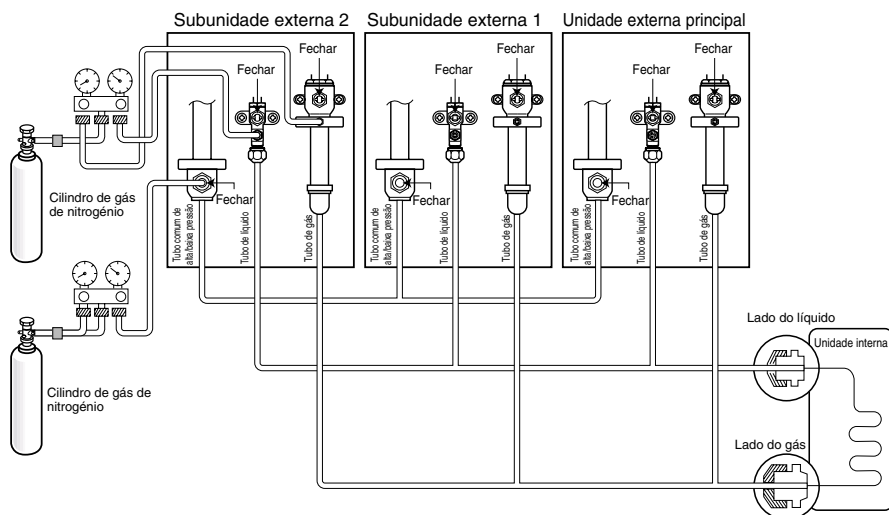 Subunidade externa 2
Subunidade externa 1
Unidade externa principal
Fechar
Fechar
Fechar
Fechar
Fechar
Fechar
Fechar
Fechar
Fechar
Cilindro de gás
de nitrogénio
Tubo comum de
alta/baixa pressão
Tubo de líquido
Tubo de gás
Tubo comum de
alta/baixa pressão
Tubo de líquido
Tubo de gás
Tubo comum de
alta/baixa pressão
Tubo de líquido
Tubo de gás
Cilindro de gás de
nitrogénio
Lado do líquido
Unidade interna
Lado do gás